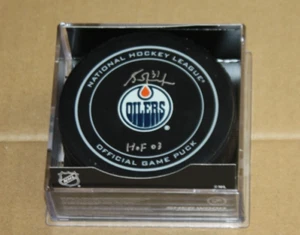 NATIONAL HOCKEY LEAGUE
OILERS
HOF 03
OFFICIAL GAME PUCK
NHL